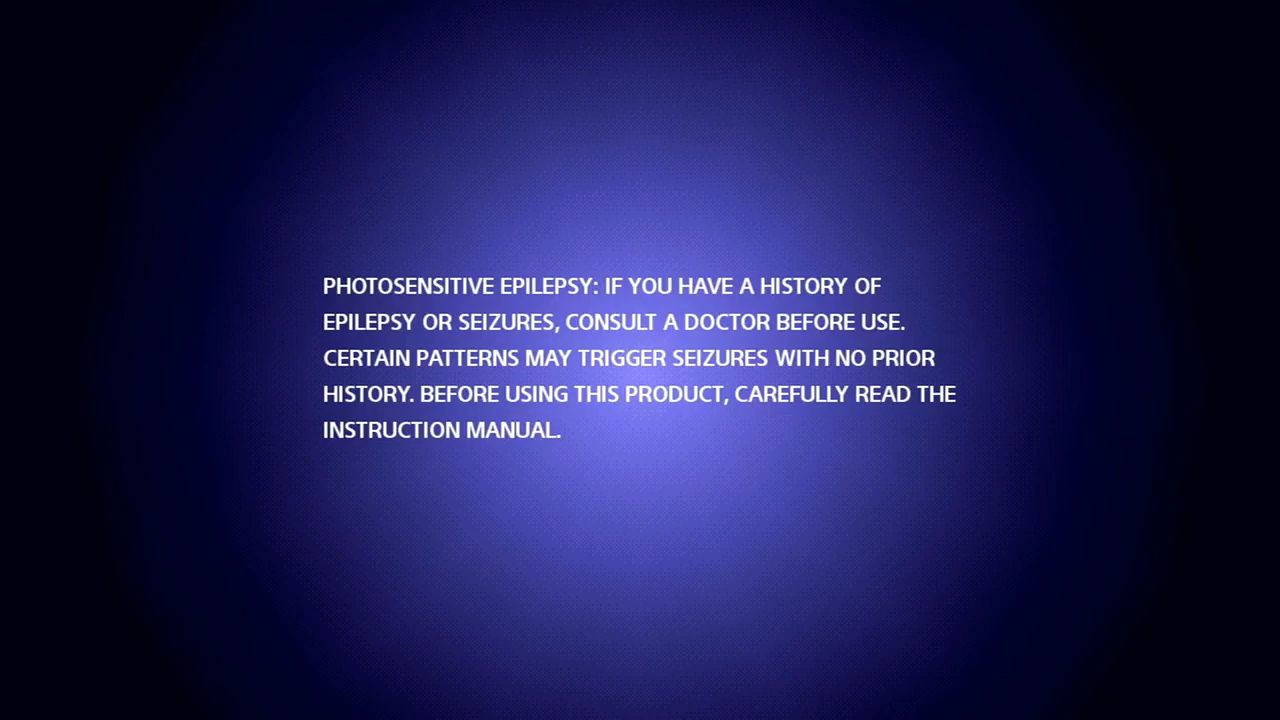 PHOTOSENSITIVE EPILEPSY: IF YOU HAVE A HISTORY OF
EPILEPSY OR SEIZURES, CONSULT A DOCTOR BEFORE USE.
CERTAIN PATTERNS MAY TRIGGER SEIZURES WITH NO PRIOR
HISTORY. BEFORE USING THIS PRODUCT, CAREFULLY READ THE
INSTRUCTION MANUAL.